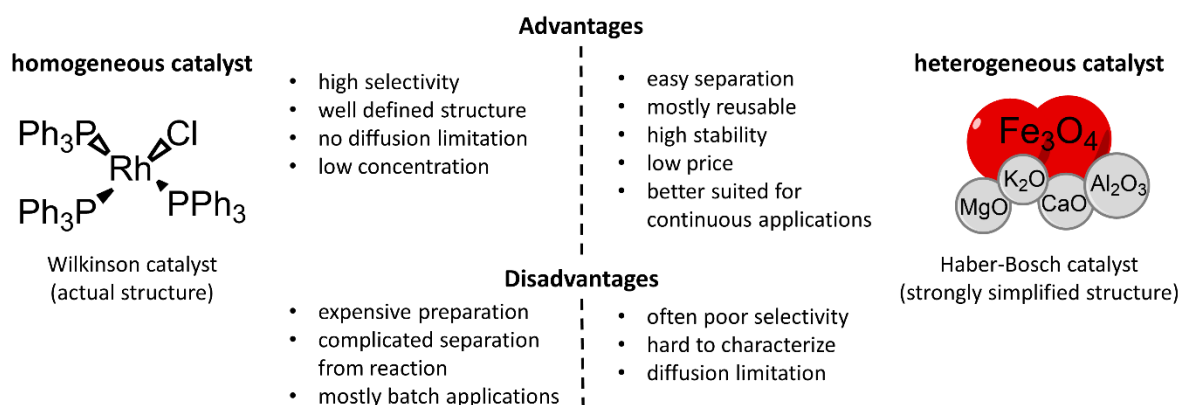 Advantages
homogeneous catalyst
Ph₃P
Cl
Rh
Ph₃P
PPh₃
Wilkinson catalyst
(actual structure)
• high selectivity
• well defined structure
• no diffusion limitation
• low concentration
• easy separation
• mostly reusable
• high stability
• low price
• better suited for
continuous applications
heterogeneous catalyst
Fe₃O₄
K₂O
Al₂O₃
MgO
CaO
Haber-Bosch catalyst
(strongly simplified structure)
Disadvantages
• expensive preparation
• complicated separation
from reaction
• mostly batch applications
• often poor selectivity
• hard to characterize
• diffusion limitation